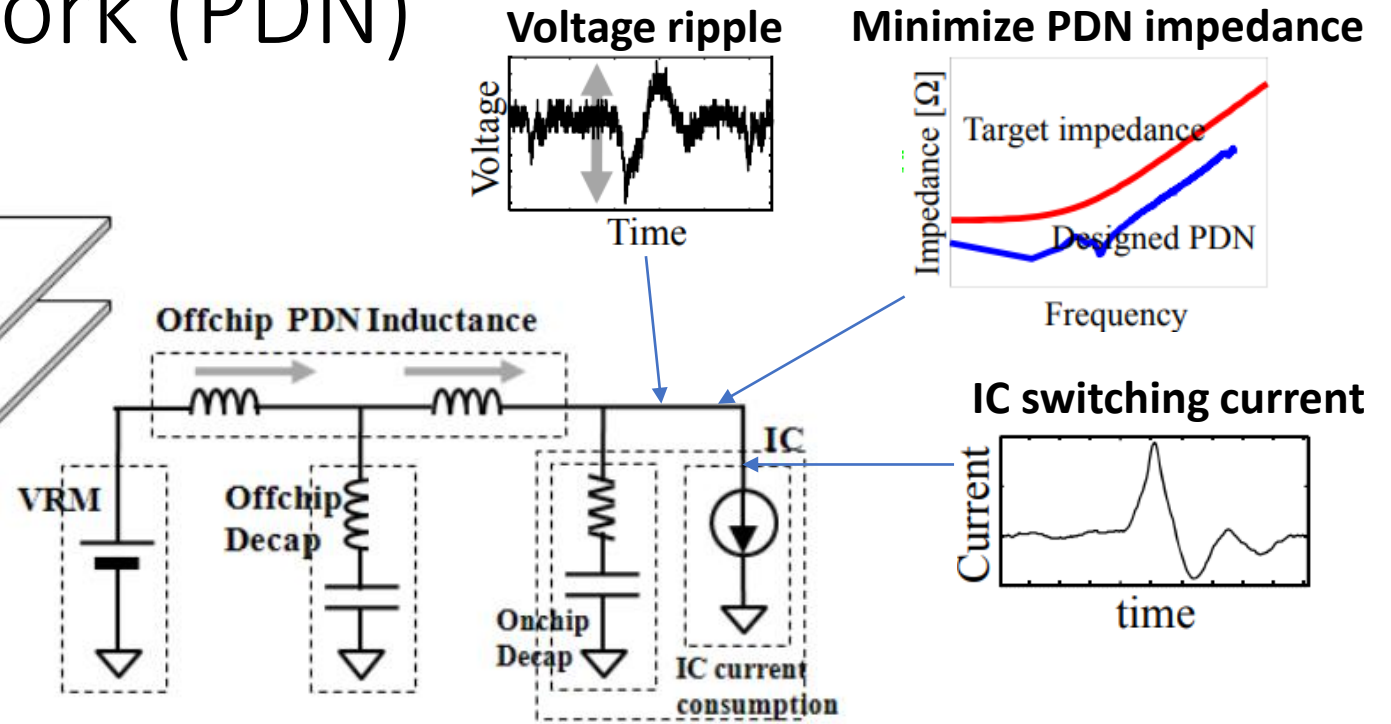 ork (PDN)
Voltage ripple
Voltage
Time
Minimize PDN impedance
Impedance [Ω]
Target impedance
Designed PDN
Frequency
Offchip PDN Inductance
IC switching current
Current
time
VRM
Offchip
Decap
Onchip
Decap
IC
IC current
consumption